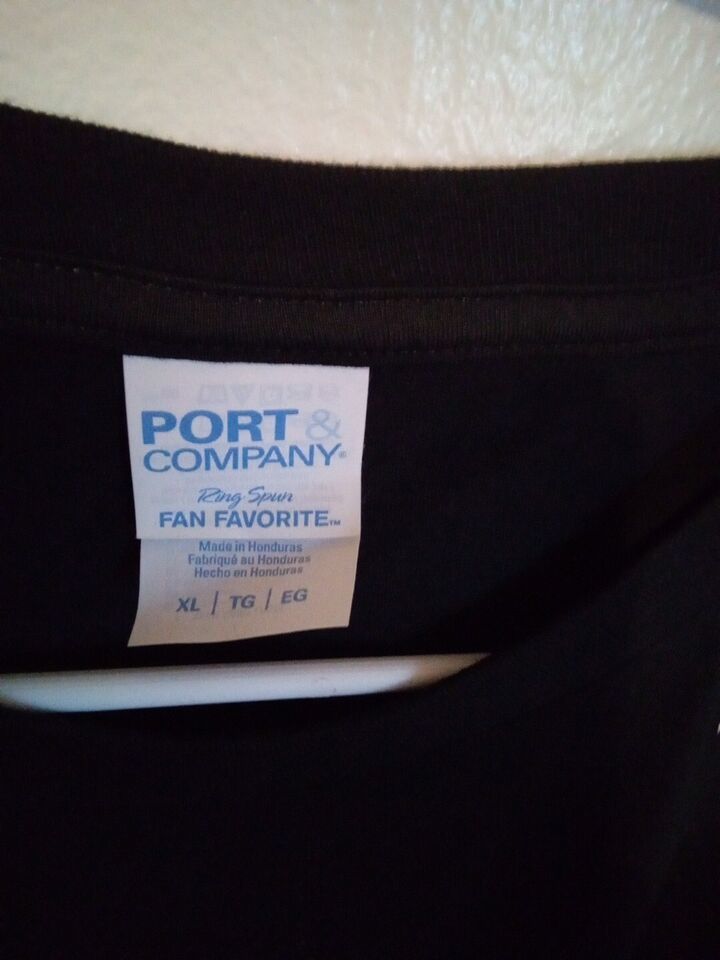 PORT &
COMPANY®
Ring Spun
FAN FAVORITE™
Made in Honduras
Fabriqué au Honduras
Hecho en Honduras
XL | TG | EG